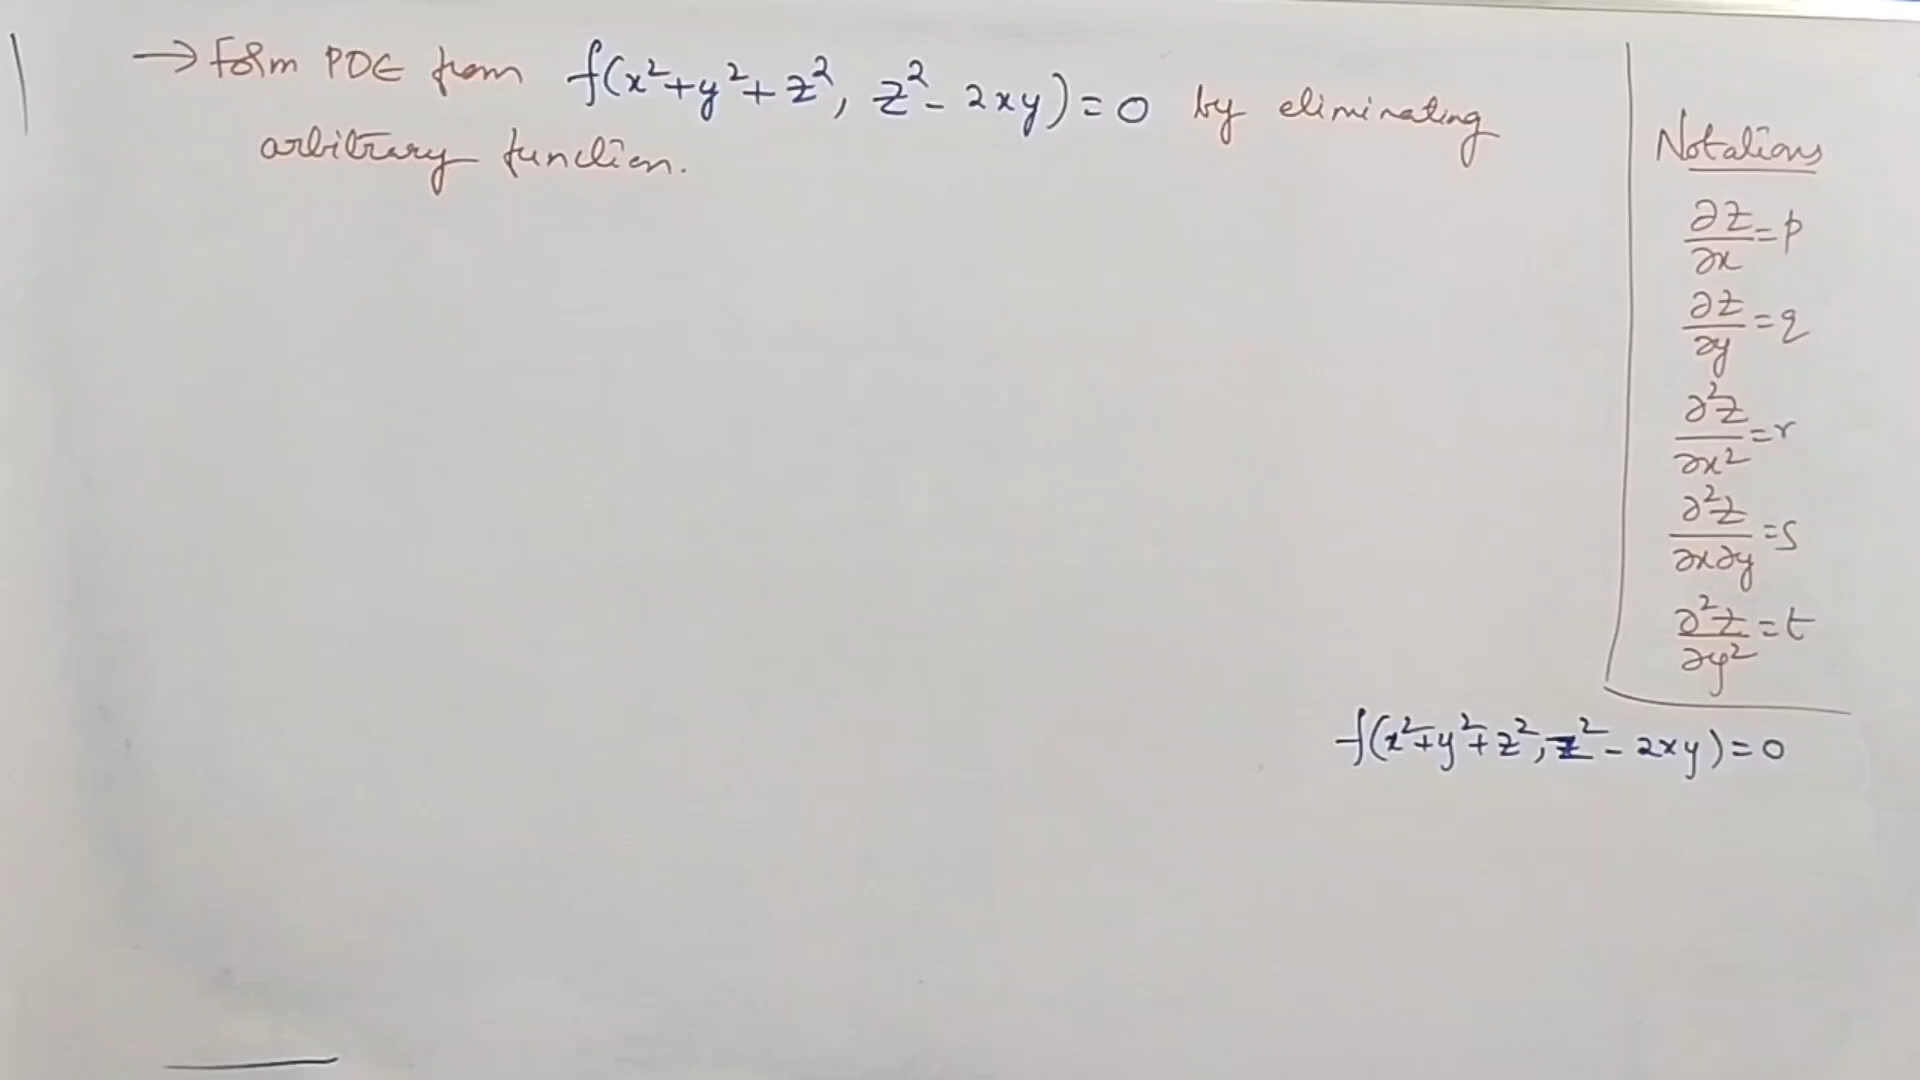 → Form PDE from f(x²+y²+z², z²-2xy)=0 by eliminating
arbitrary function.
Notations
∂z/∂x=p
∂z/∂y=q
∂²z/∂x²=r
∂²z/∂x∂y=s
∂²z/∂y²=t
f(x²+y²+z², z²-2xy)=0